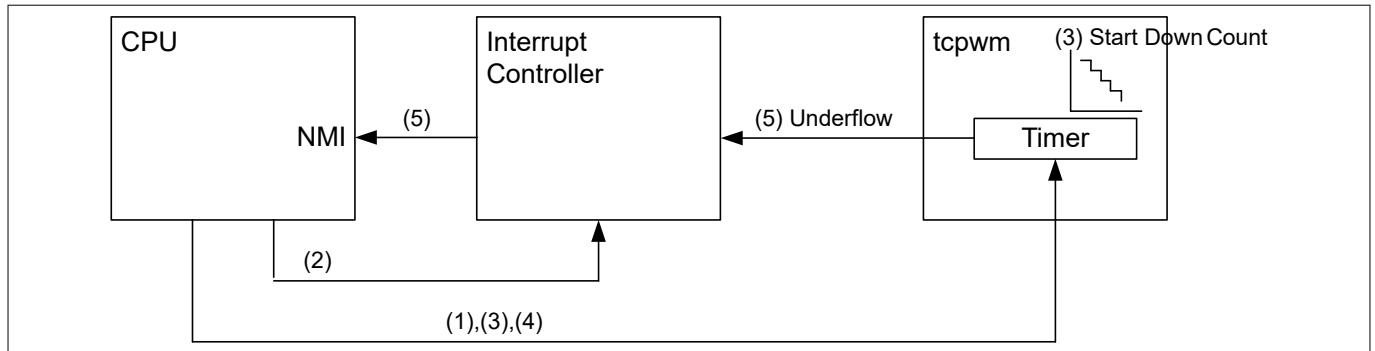 CPU
Interrupt
Controller
tcpwm
(3) Start Down Count
NMI
(5)
(5) Underflow
Timer
(2)
(1),(3),(4)